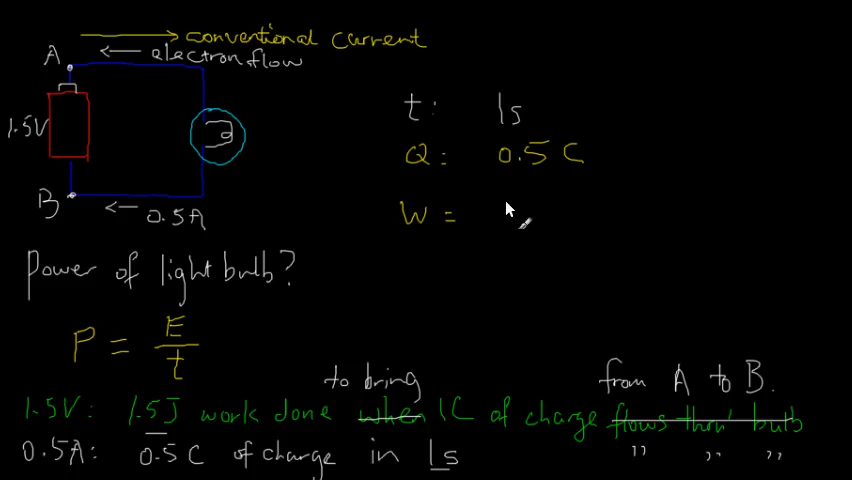 conventional current
A ← electron flow
1.5V
t: 1s
Q: 0.5 C
B ← 0.5A
W =
Power of light bulb?
P = E/t
to bring from A to B.
1.5V: 1.5J work done when 1C of charge flows thor' bulb
0.5A: 0.5C of charge in 1s " " "